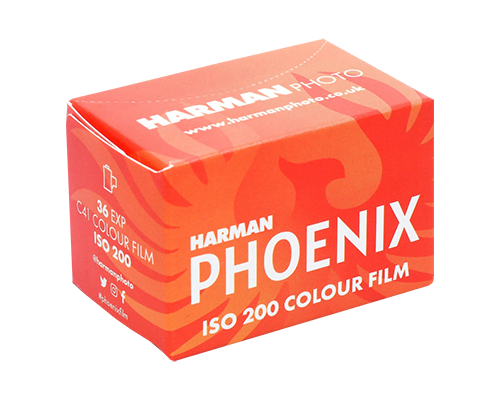 HARMAN PHOTO
www.harmanphoto.co.uk
HARMAN
PHOENIX
ISO 200 COLOUR FILM
36 EXP
C41 COLOUR FILM
ISO 200
@harmanphoto
#phoenixfilm